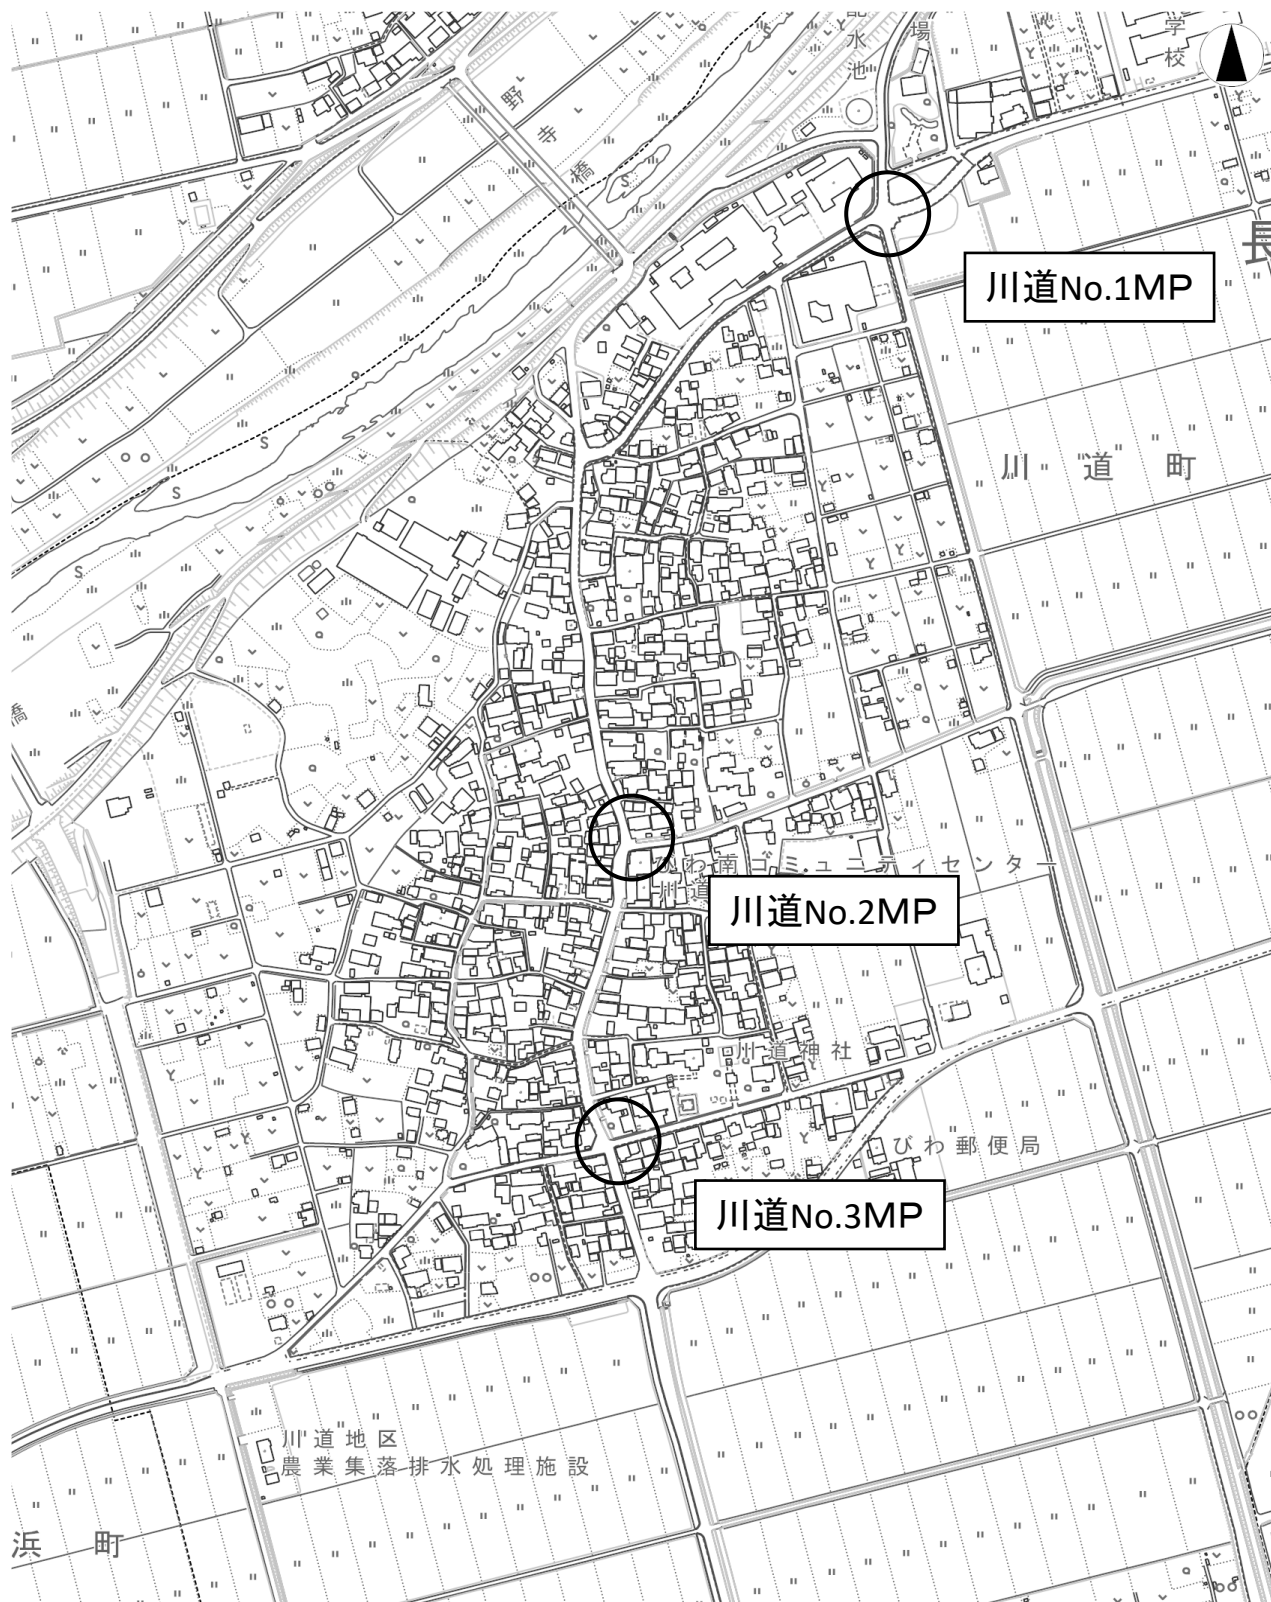 配水池
場
学校
野寺橋
長
川道No.1MP
川道町
橋
びわ南コミュニティセンター
川道
川道No.2MP
川道神社
びわ郵便局
川道No.3MP
川道地区
農業集落排水処理施設
浜町